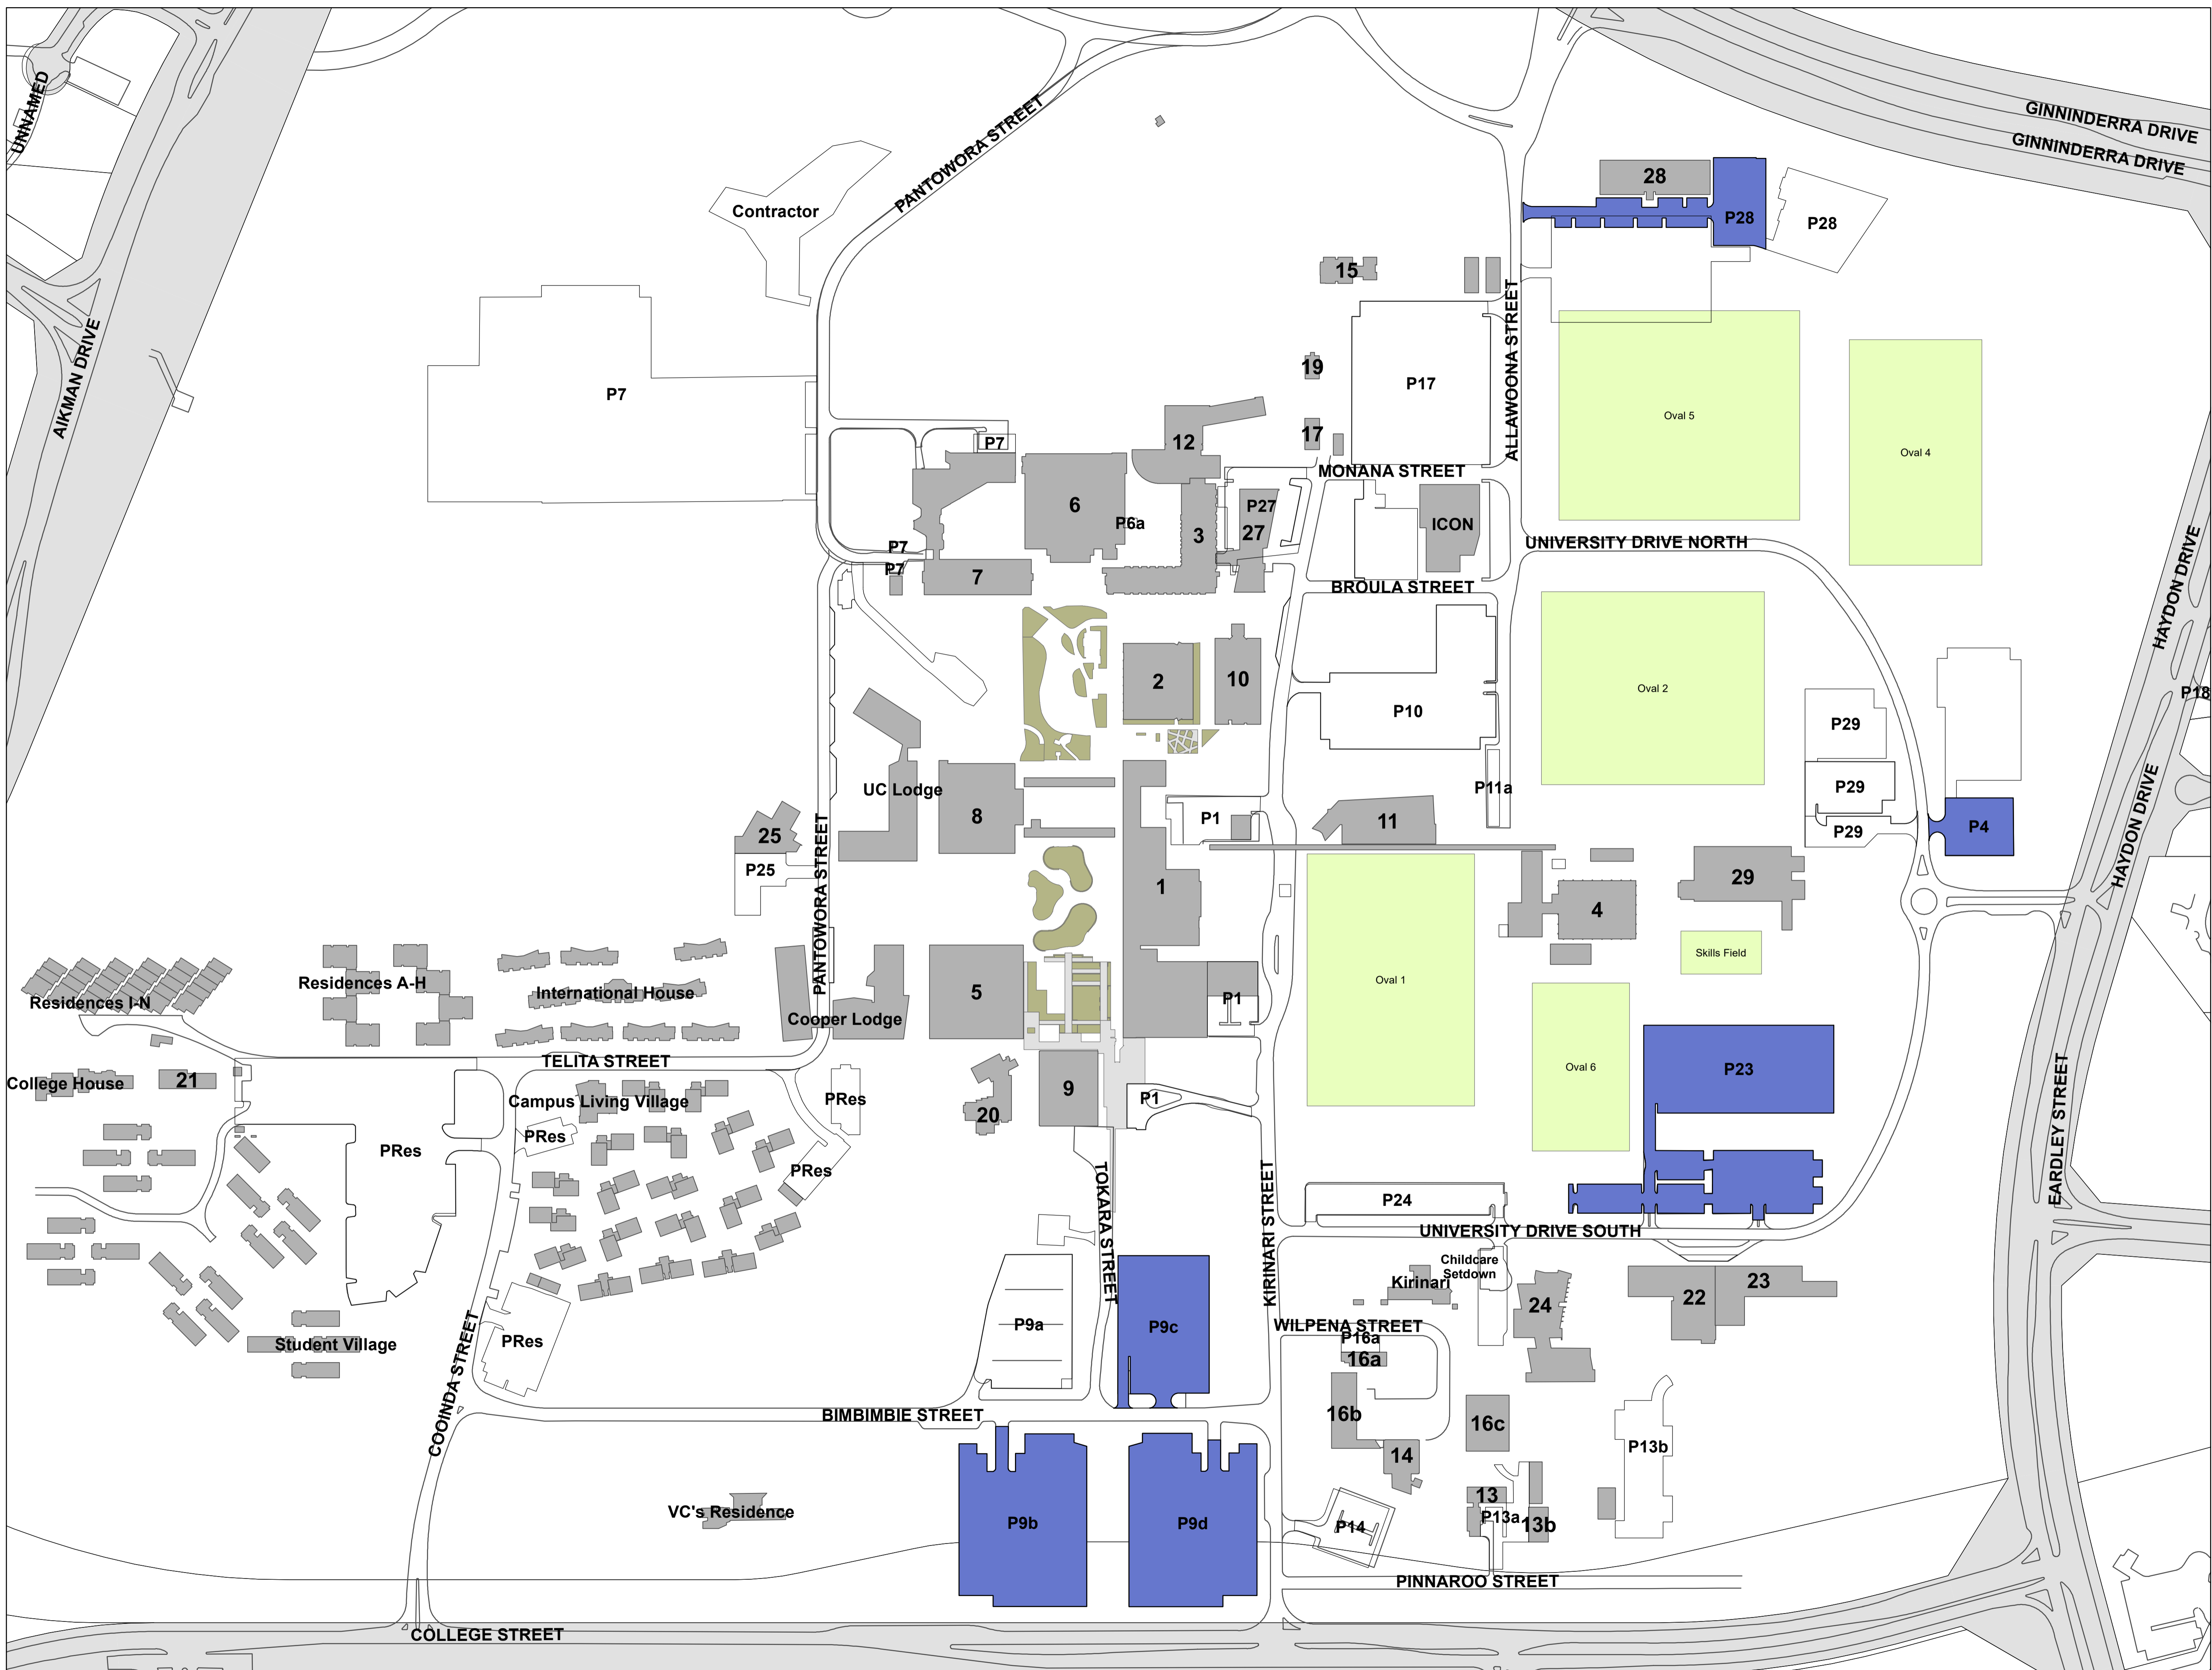 UNNAMED
GINNINDERRA DRIVE
GINNINDERRA DRIVE
PANTOWORA STREET
Contractor
28
P28
P28
15
ALLAWOONA STREET
AIKMAN DRIVE
19
P17
P7
Oval 5
Oval 4
17
12
P7
MONANA STREET
6
P6a
P27
27
3
ICON
UNIVERSITY DRIVE NORTH
P7
P7
7
BROULA STREET
HAYDON DRIVE
2
10
Oval 2
P18
P10
P29
P29
P29
P4
UC Lodge
P11a
8
P1
11
25
P25
PANTOWORA STREET
HAYDON DRIVE
1
29
4
Skills Field
Residences I-N
Residences A-H
International House
Cooper Lodge
5
P1
Oval 1
TELITA STREET
College House
21
Campus Living Village
PRes
9
20
P1
Oval 6
P23
PRes
PRes
PRes
EARDLEY STREET
TOKARA STREET
KIRINARI STREET
P24
UNIVERSITY DRIVE SOUTH
Childcare
Setdown
Kirinari
24
22
23
P9a
P9c
WILPENA STREET
P16a
16a
Student Village
PRes
COOINDA STREET
BIMBIMBIE STREET
16b
16c
14
P13b
VC's Residence
P9b
P9d
P14
13
P13a
13b
PINNAROO STREET
COLLEGE STREET